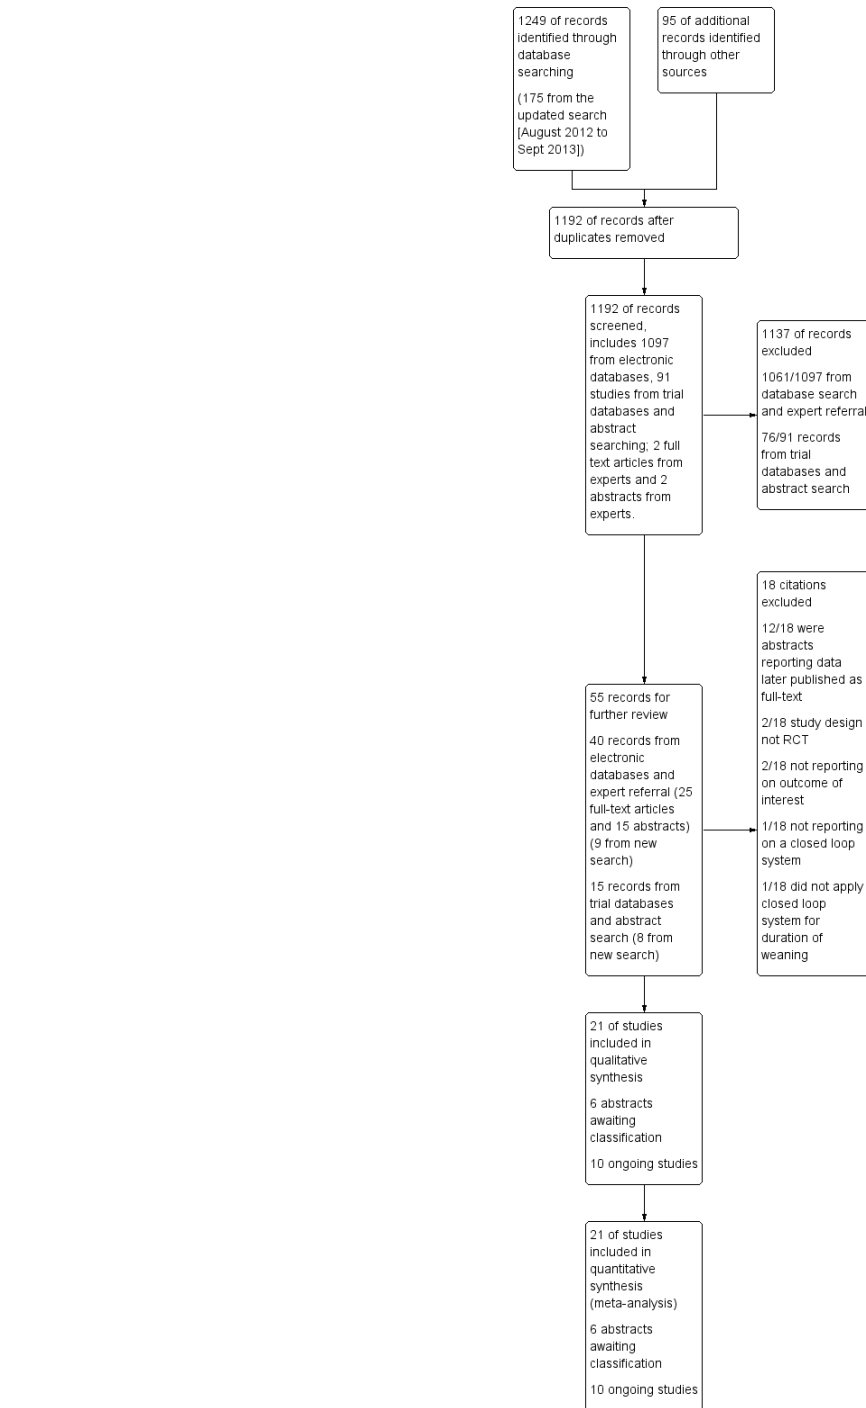 1249 of records
identified through
database
searching
(175 from the
updated search
[August 2012 to
Sept 2013])
95 of additional
records identified
through other
sources
1192 of records after
duplicates removed
1192 of records
screened,
includes 1097
from electronic
databases, 91
studies from trial
databases and
abstract
searching; 2 full
text articles from
experts and 2
abstracts from
experts.
1137 of records
excluded
1061/1097 from
database search
and expert referral
76/91 records
from trial
databases and
abstract search
55 records for
further review
40 records from
electronic
databases and
expert referral (25
full-text articles
and 15 abstracts)
(9 from new
search)
15 records from
trial databases
and abstract
search (8 from
new search)
18 citations
excluded
12/18 were
abstracts
reporting data
later published as
full-text
2/18 study design
not RCT
2/18 not reporting
on outcome of
interest
1/18 not reporting
on a closed loop
system
1/18 did not apply
closed loop
system for
duration of
weaning
21 of studies
included in
qualitative
synthesis
6 abstracts
awaiting
classification
10 ongoing studies
21 of studies
included in
quantitative
synthesis
(meta-analysis)
6 abstracts
awaiting
classification
10 ongoing studies